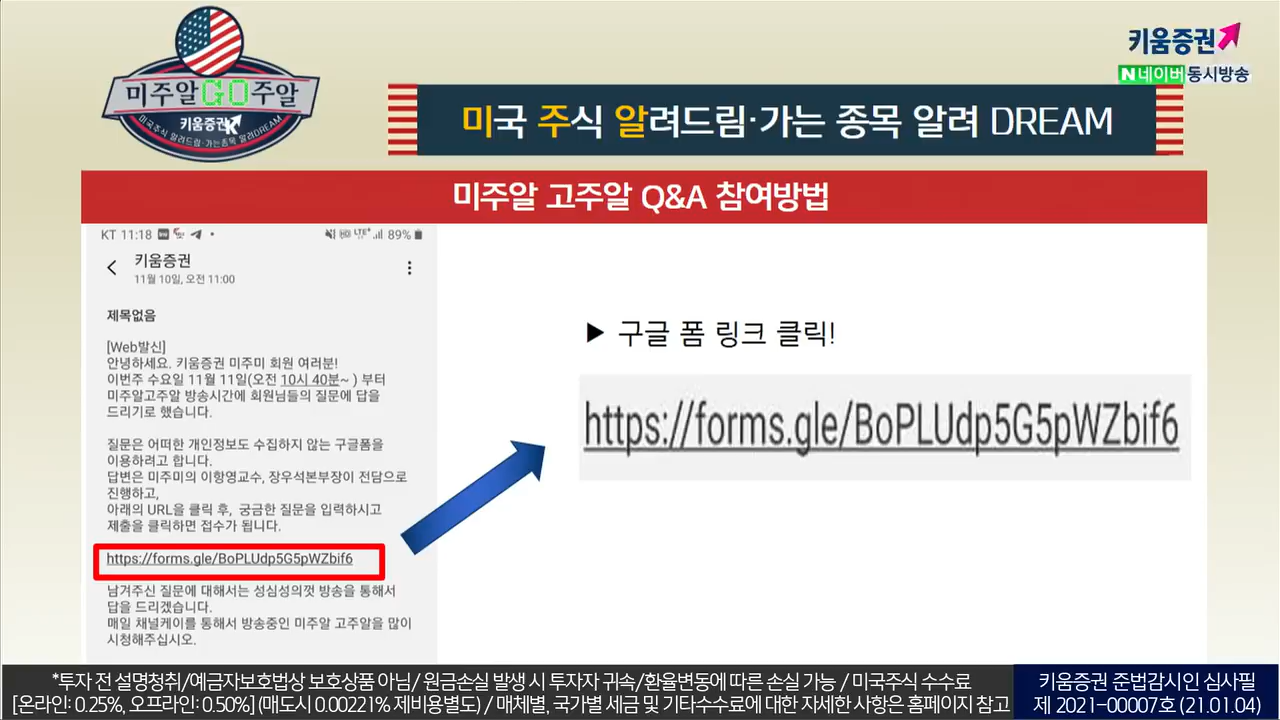 미주알GO주알
키움증권
미국주식 알려드림·가는종목 알려DREAM
키움증권
N 네이버 동시방송
미국 주식 알려드림·가는 종목 알려 DREAM
미주알 고주알 Q&A 참여방법
KT 11:18
89%
키움증권
11월 10일, 오전 11:00
제목없음
[Web발신]
안녕하세요. 키움증권 미주미 회원 여러분!
이번주 수요일 11월 11일(오전 10시 40분~ ) 부터
미주알고주알 방송시간에 회원님들의 질문에 답을
드리기로 했습니다.
질문은 어떠한 개인정보도 수집하지 않는 구글폼을
이용하려고 합니다.
답변은 미주미의 이항영교수, 장우석본부장이 전담으로
진행하고,
아래의 URL을 클릭 후, 궁금한 질문을 입력하시고
제출을 클릭하면 접수가 됩니다.
https://forms.gle/BoPLUdp5G5pWZbif6
남겨주신 질문에 대해서는 성심성의껏 방송을 통해서
답을 드리겠습니다.
매일 채널케이를 통해서 방송중인 미주알 고주알을 많이
시청해주십시오.
▶ 구글 폼 링크 클릭!
https://forms.gle/BoPLUdp5G5pWZbif6
*투자 전 설명청취/예금자보호법상 보호상품 아님/ 원금손실 발생 시 투자자 귀속/환율변동에 따른 손실 가능 / 미국주식 수수료
[온라인: 0.25%, 오프라인: 0.50%] (매도시 0.00221% 제비용별도) / 매체별, 국가별 세금 및 기타수수료에 대한 자세한 사항은 홈페이지 참고
키움증권 준법감시인 심사필
제 2021-00007호 (21.01.04)